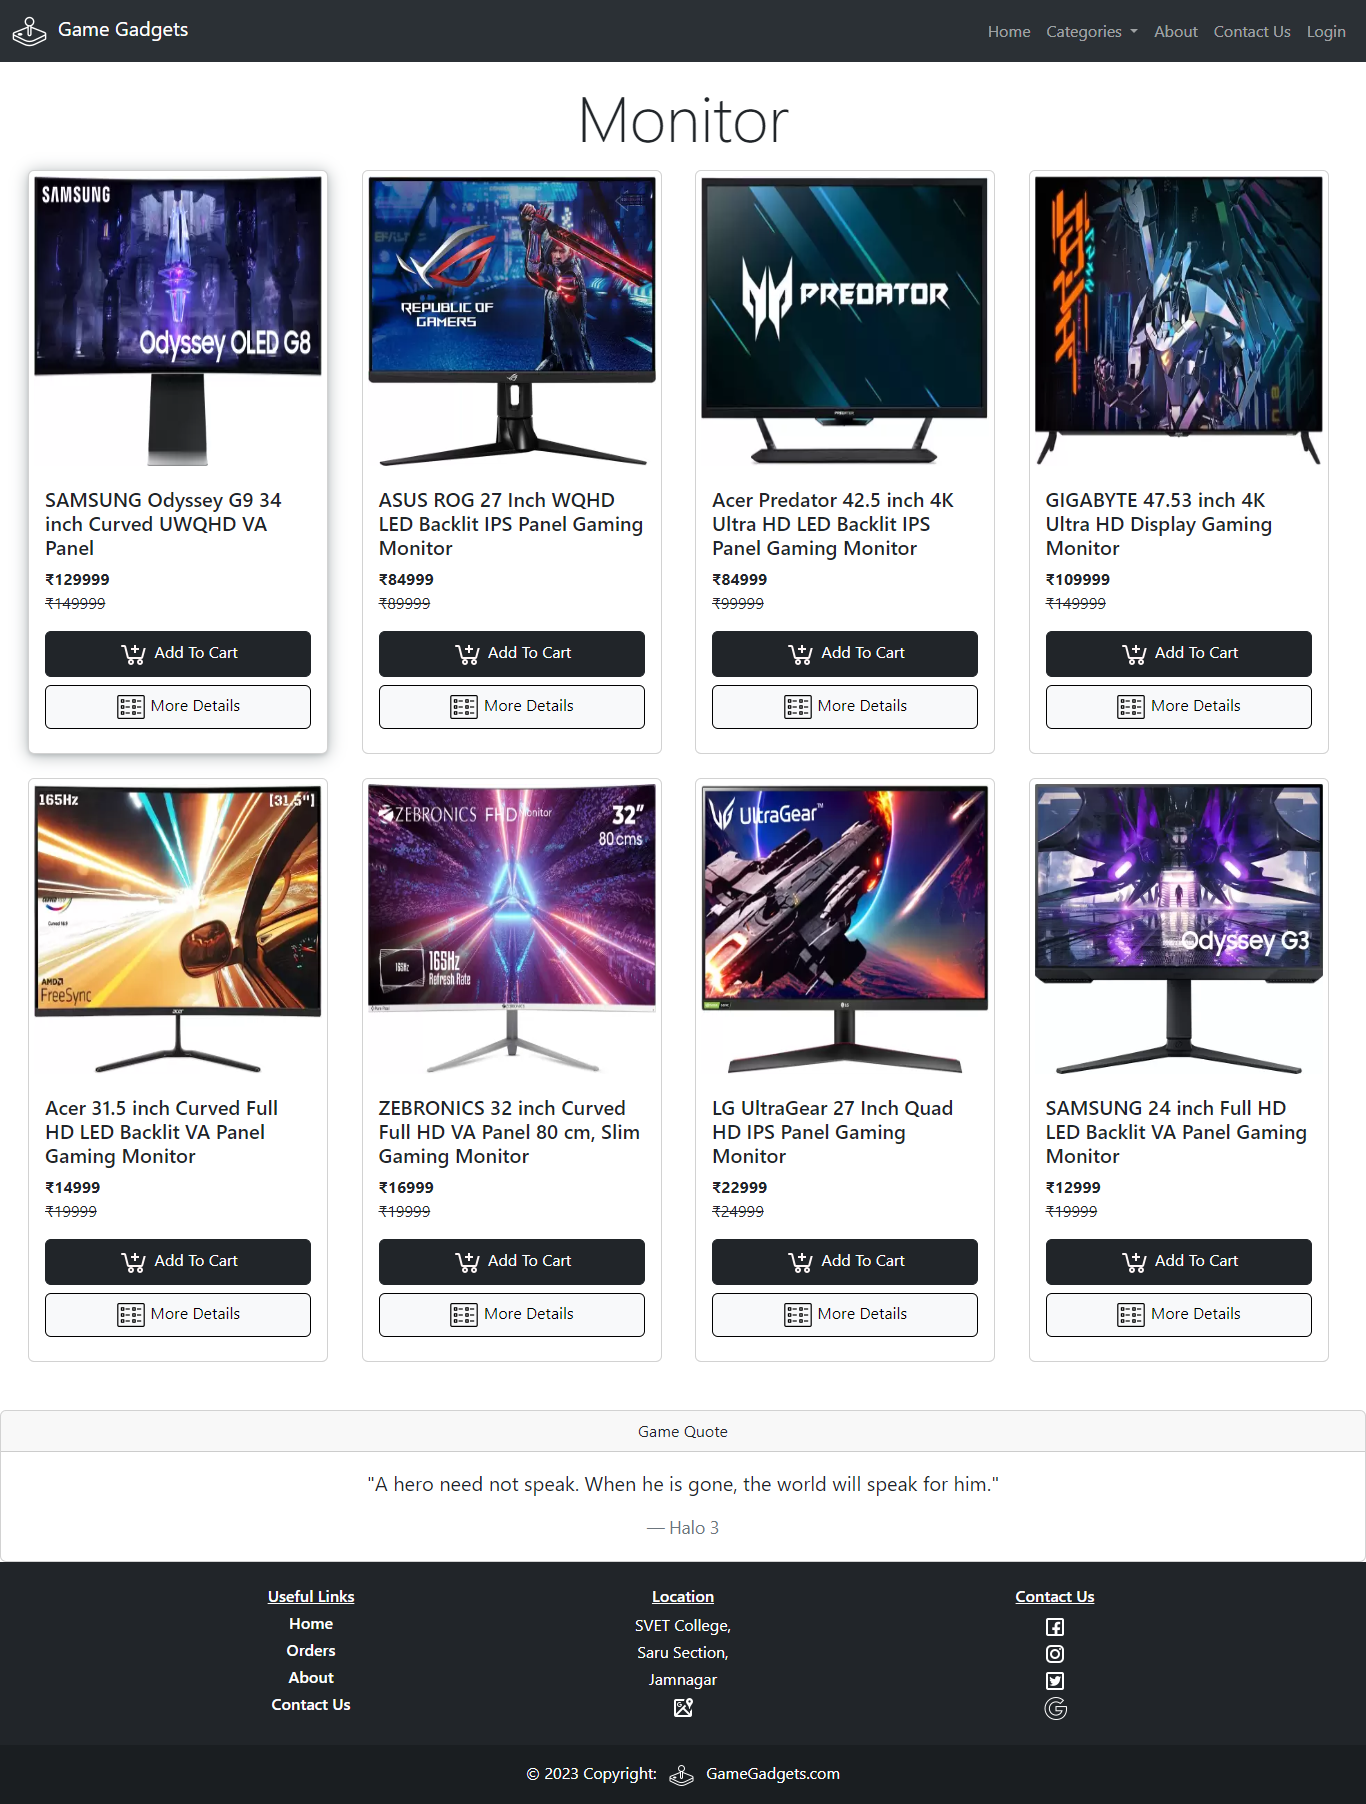 Game Gadgets
Home Categories About Contact Us Login
Monitor
SAMSUNG
Odyssey OLED G8
REPUBLIC OF
GAMERS
PREDATOR
PREDATOR
SAMSUNG Odyssey G9 34
inch Curved UWQHD VA
Panel
₹129999
₹149999
Add To Cart
More Details
ASUS ROG 27 Inch WQHD
LED Backlit IPS Panel Gaming
Monitor
₹84999
₹89999
Add To Cart
More Details
Acer Predator 42.5 inch 4K
Ultra HD LED Backlit IPS
Panel Gaming Monitor
₹84999
₹99999
Add To Cart
More Details
GIGABYTE 47.53 inch 4K
Ultra HD Display Gaming
Monitor
₹109999
₹149999
Add To Cart
More Details
165Hz [31.5"]
AMD
FreeSync
acer
ZEBRONICS FHD Monitor 32"
80 cms
165Hz
165Hz
Refresh Rate
ZEBRONICS
UltraGear™
LG
Odyssey G3
Acer 31.5 inch Curved Full
HD LED Backlit VA Panel
Gaming Monitor
₹14999
₹19999
Add To Cart
More Details
ZEBRONICS 32 inch Curved
Full HD VA Panel 80 cm, Slim
Gaming Monitor
₹16999
₹19999
Add To Cart
More Details
LG UltraGear 27 Inch Quad
HD IPS Panel Gaming
Monitor
₹22999
₹24999
Add To Cart
More Details
SAMSUNG 24 inch Full HD
LED Backlit VA Panel Gaming
Monitor
₹12999
₹19999
Add To Cart
More Details
Game Quote
"A hero need not speak. When he is gone, the world will speak for him."
— Halo 3
Useful Links
Home
Orders
About
Contact Us
Location
SVET College,
Saru Section,
Jamnagar
Contact Us
© 2023 Copyright: GameGadgets.com